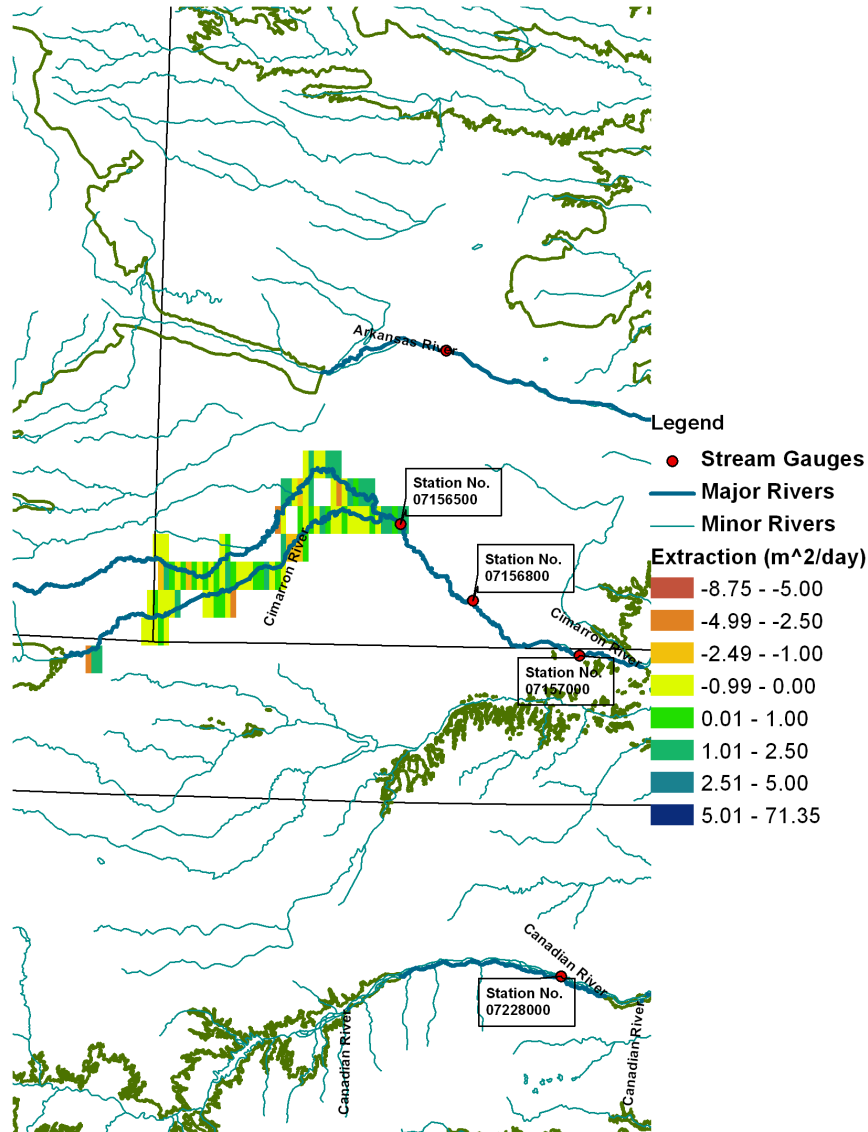 Arkansas River
Station No.
07156500
Cimarron River
Station No.
07156800
Cimarron River
Station No.
07157000
Canadian River
Station No.
07228000
Canadian River
Canadian River
Legend
Stream Gauges
Major Rivers
Minor Rivers
Extraction (m^2/day)
-8.75 - -5.00
-4.99 - -2.50
-2.49 - -1.00
-0.99 - 0.00
0.01 - 1.00
1.01 - 2.50
2.51 - 5.00
5.01 - 71.35